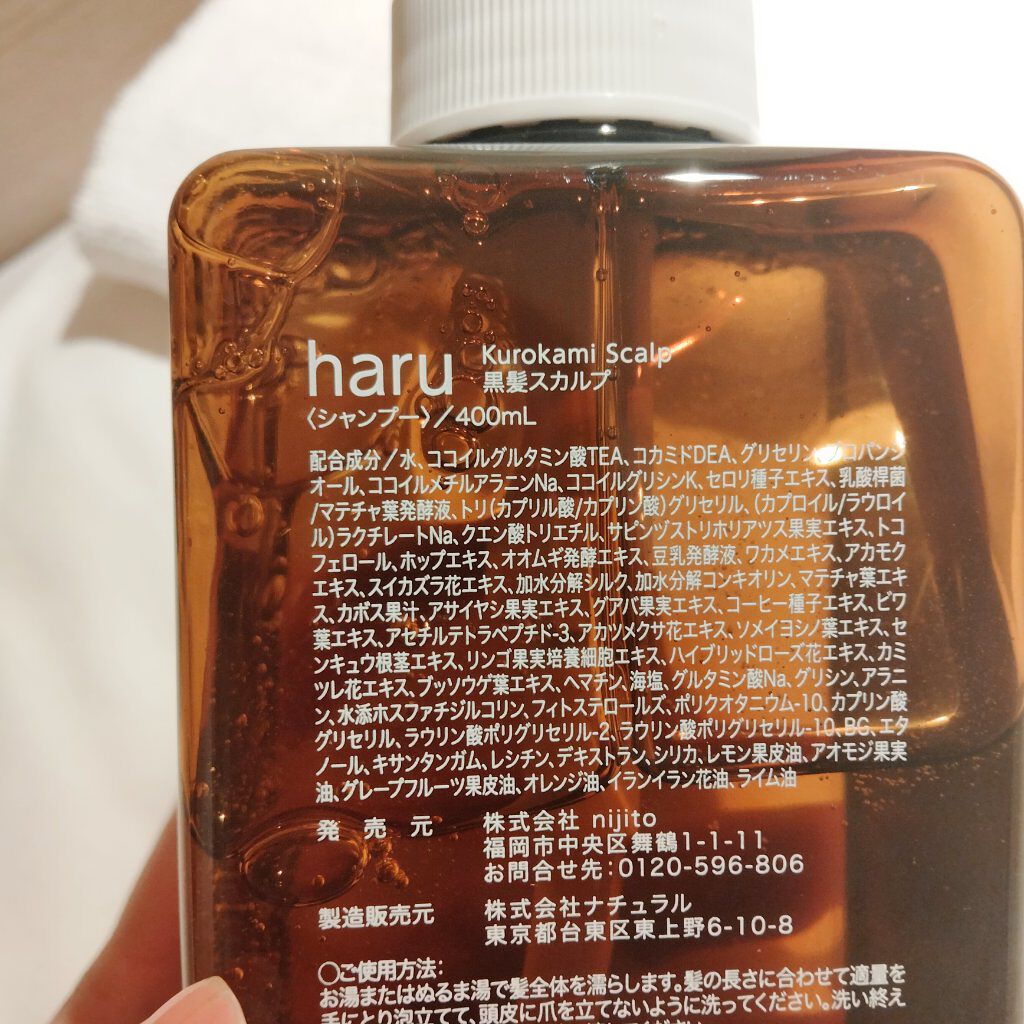 haru
Kurokami Scalp
黒髪スカルプ
〈シャンプー〉／400mL
配合成分／水、ココイルグルタミン酸TEA、コカミドDEA、グリセリン、プロパンジ
オール、ココイルメチルアラニンNa、ココイルグリシンK、セロリ種子エキス、乳酸桿菌
/マテチャ葉発酵液、トリ(カプリル酸/カプリン酸)グリセリル、(カプロイル/ラウロイ
ル)ラクチレートNa、クエン酸トリエチル、サピンヅストリホリアツス果実エキス、トコ
フェロール、ホップエキス、オオムギ発酵エキス、豆乳発酵液、ワカメエキス、アカモク
エキス、スイカズラ花エキス、加水分解シルク、加水分解コンキオリン、マテチャ葉エキ
ス、カボス果汁、アサイヤシ果実エキス、グアバ果実エキス、コーヒー種子エキス、ビワ
葉エキス、アセチルテトラペプチド-3、アカツメクサ花エキス、ソメイヨシノ葉エキス、セ
ンキュウ根茎エキス、リンゴ果実培養細胞エキス、ハイブリッドローズ花エキス、カミ
ツレ花エキス、ブッソウゲ葉エキス、ヘマチン、海塩、グルタミン酸Na、グリシン、アラニ
ン、水添ホスファチジルコリン、フィトステロールズ、ポリクオタニウム-10、カプリン酸
グリセリル、ラウリン酸ポリグリセリル-2、ラウリン酸ポリグリセリル-10、BG、エタ
ノール、キサンタンガム、レシチン、デキストラン、シリカ、レモン果皮油、アオモジ果実
油、グレープフルーツ果皮油、オレンジ油、イランイラン花油、ライム油
発売元 株式会社 nijito
福岡市中央区舞鶴1-1-11
お問合せ先：0120-596-806
製造販売元 株式会社ナチュラル
東京都台東区東上野6-10-8
〇ご使用方法：
お湯またはぬるま湯で髪全体を濡らします。髪の長さに合わせて適量を
手にとり泡立てて、頭皮に爪を立てないように洗ってください。洗い終え